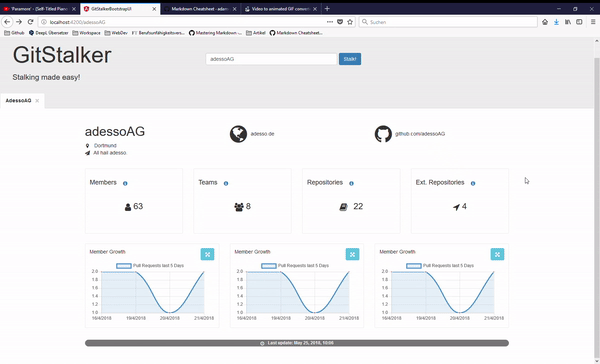 'Paramore' - (Self-Titled Param
GitStalkerBootstrapUI
Markdown Cheatsheet · adam
Video to animated GIF convert
localhost:4200/adessoAG
Suchen
Github
DeepL Übersetzer
Workspace
WebDev
Berufsunfähigkeitsvers...
Mastering Markdown
Artikel
Markdown Cheatsheet...
GitStalker
adessoAG
Stalk!
Stalking made easy!
AdessoAG
adessoAG
adesso.de
github.com/adessoAG
Dortmund
All hail adesso
Members
Teams
Repositories
Ext. Repositories
63
8
22
4
Member Growth
Member Growth
Member Growth
Pull Requests last 5 Days
Pull Requests last 5 Days
Pull Requests last 5 Days
2.0
1.8
1.6
1.4
1.2
1.0
18/4/2018 19/4/2018 20/4/2018 21/4/2018
2.0
1.8
1.6
1.4
1.2
1.0
18/4/2018 19/4/2018 20/4/2018 21/4/2018
2.0
1.8
1.6
1.4
1.2
1.0
18/4/2018 19/4/2018 20/4/2018 21/4/2018
Last update: May 25, 2018, 10:08